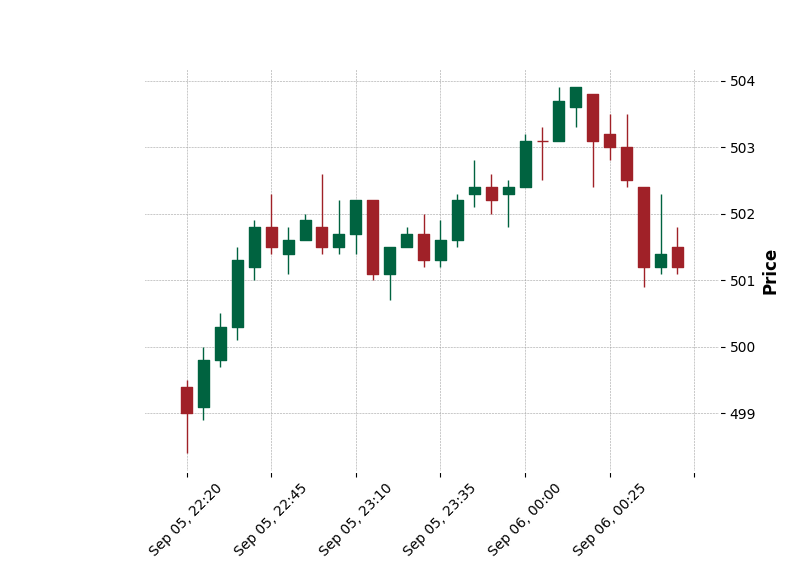 504
503
502
501
500
499
Price
Sep 05, 22:20
Sep 05, 22:45
Sep 05, 23:10
Sep 05, 23:35
Sep 06, 00:00
Sep 06, 00:25